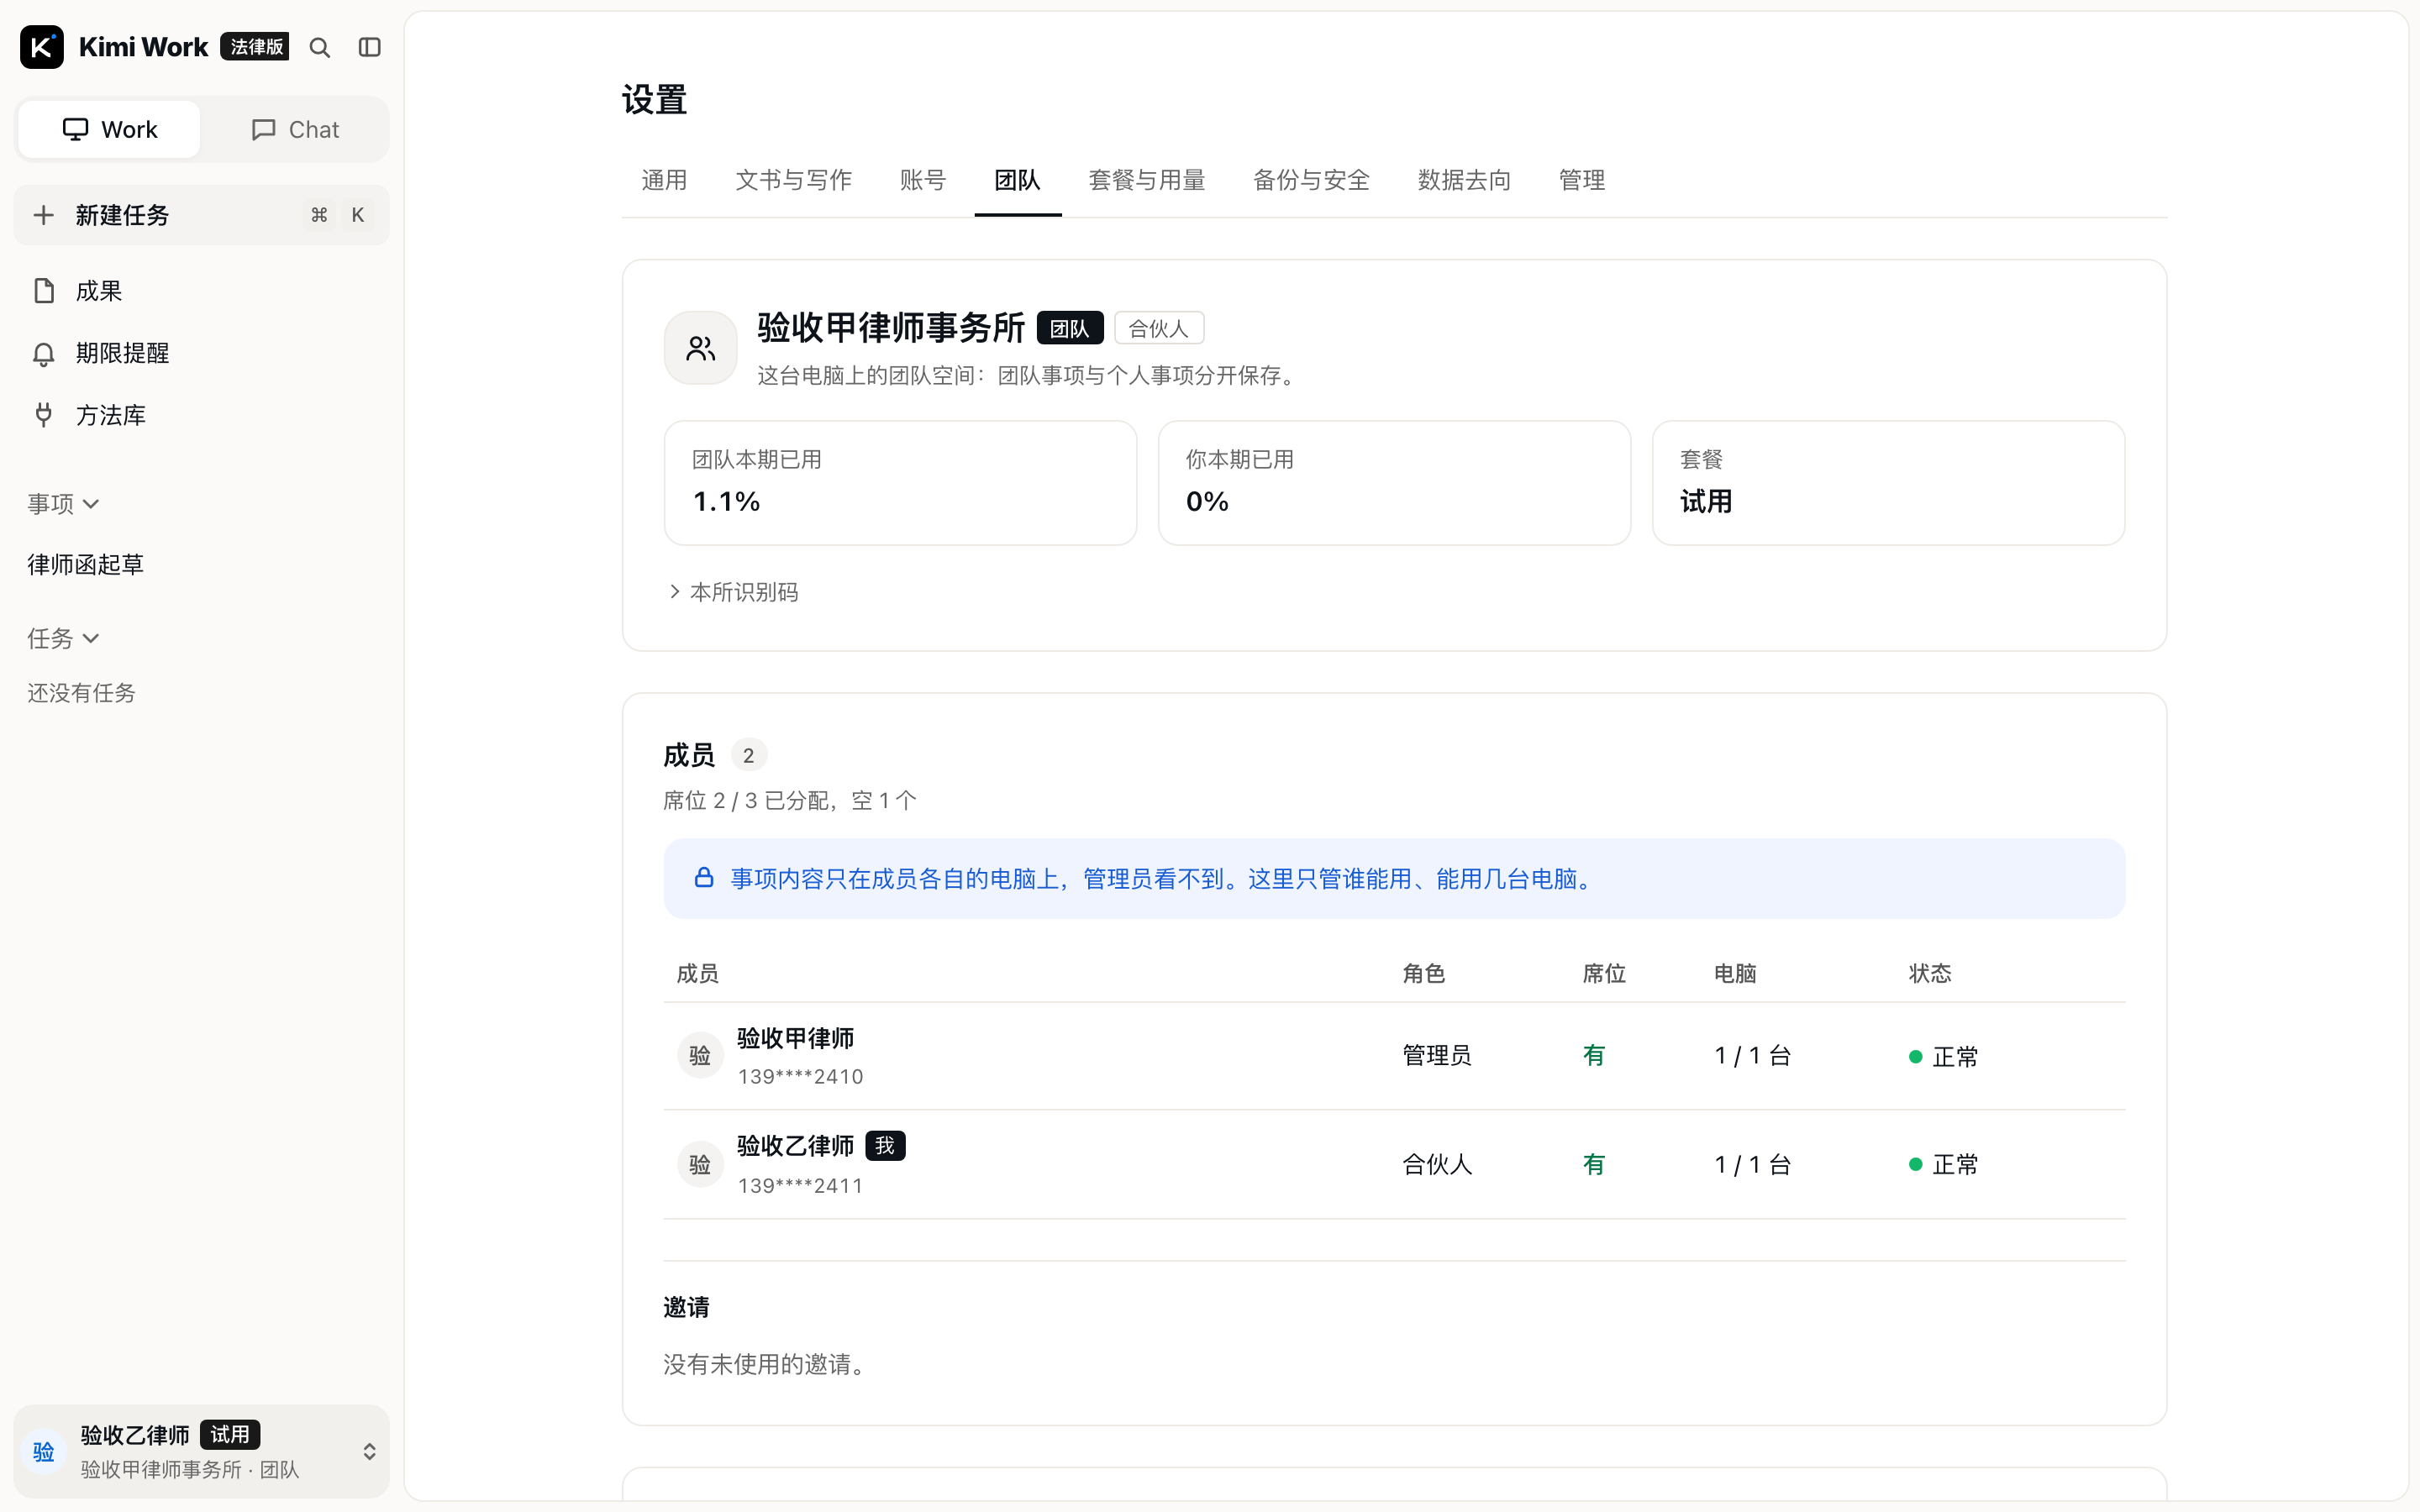 Kimi Work 法律版
Work
Chat
新建任务 ⌘ K
成果
期限提醒
方法库
事项
律师函起草
任务
还没有任务
验 验收乙律师 试用
验收甲律师事务所 · 团队
设置
通用 文书与写作 账号 团队 套餐与用量 备份与安全 数据去向 管理
验收甲律师事务所 团队 合伙人
这台电脑上的团队空间：团队事项与个人事项分开保存。
团队本期已用
1.1%
你本期已用
0%
套餐
试用
本所识别码
成员 2
席位 2 / 3 已分配，空 1 个
事项内容只在成员各自的电脑上，管理员看不到。这里只管谁能用、能用几台电脑。
成员 角色 席位 电脑 状态
验 验收甲律师 管理员 有 1 / 1 台 正常
139****2410
验 验收乙律师 我 合伙人 有 1 / 1 台 正常
139****2411
邀请
没有未使用的邀请。